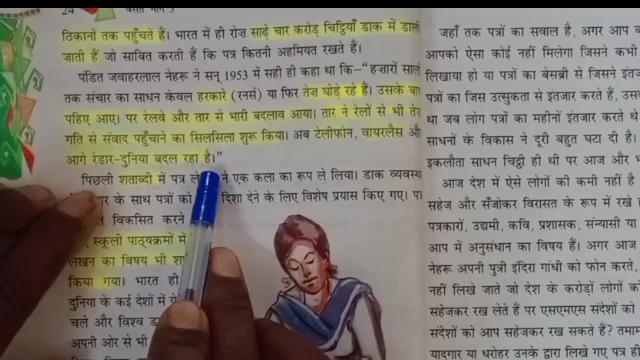 24 वसंत भाग 3
ठिकानों तक पहुँचते हैं। भारत में ही रोज़ साढ़े चार करोड़ चिट्ठियाँ डाक में डाली
जाती हैं जो साबित करती हैं कि पत्र कितनी अहमियत रखते हैं।
पंडित जवाहरलाल नेहरू ने सन् 1953 में सही ही कहा था कि–"हज़ारों साल
तक संचार का साधन केवल हरकारे (रनर्स) या फिर तेज़ घोड़े रहे हैं। उसके बाद
पहिए आए। पर रेलवे और तार से भारी बदलाव आया। तार ने रेलों से भी तेज़
गति से संवाद पहुँचाने का सिलसिला शुरू किया। अब टेलीफोन, वायरलेस और
आगे रेडार-दुनिया बदल रहा है।"
पिछली शताब्दी में पत्र ने एक कला का रूप ले लिया। डाक व्यवस्था
के साथ पत्रों को दिशा देने के लिए विशेष प्रयास किए गए।
विकसित करने
स्कूली पाठ्यक्रमों में
लेखन का विषय भी
किया गया। भारत ही
दुनिया के कई देशों में
चले और विश्व
अपनी ओर से भी
जहाँ तक पत्रों का सवाल है, अगर आप
आपको ऐसा कोई नहीं मिलेगा जिसने कभी
लिखाया हो या पत्रों का बेसब्री से जिसने
पत्रों का जिस उत्सुकता से इंतज़ार करते हैं,
था जब लोग पत्रों का महीनों इंतज़ार करते थे
साधनों के विकास ने दूरी बहुत घटा दी है।
इकलौता साधन चिट्ठी ही थी पर आज और
आज देश में ऐसे लोगों की कमी नहीं है
सहेज और सँजोकर विरासत के रूप में रखे
पत्रकारों, उद्यमी, कवि, प्रशासक, संन्यासी या
आप में अनुसंधान का विषय हैं। अगर आज
नेहरू अपनी पुत्री इंदिरा गांधी को फोन करते,
नहीं लिखे जाते जो देश के करोड़ों लोगों को
सहेजकर रख लेते हैं पर एसएमएस संदेशों को
संदेशों को आप सहेजकर रख सकते हैं? तमाम
यादगार या धरोहर उनके द्वारा लिखे गए पत्र ही